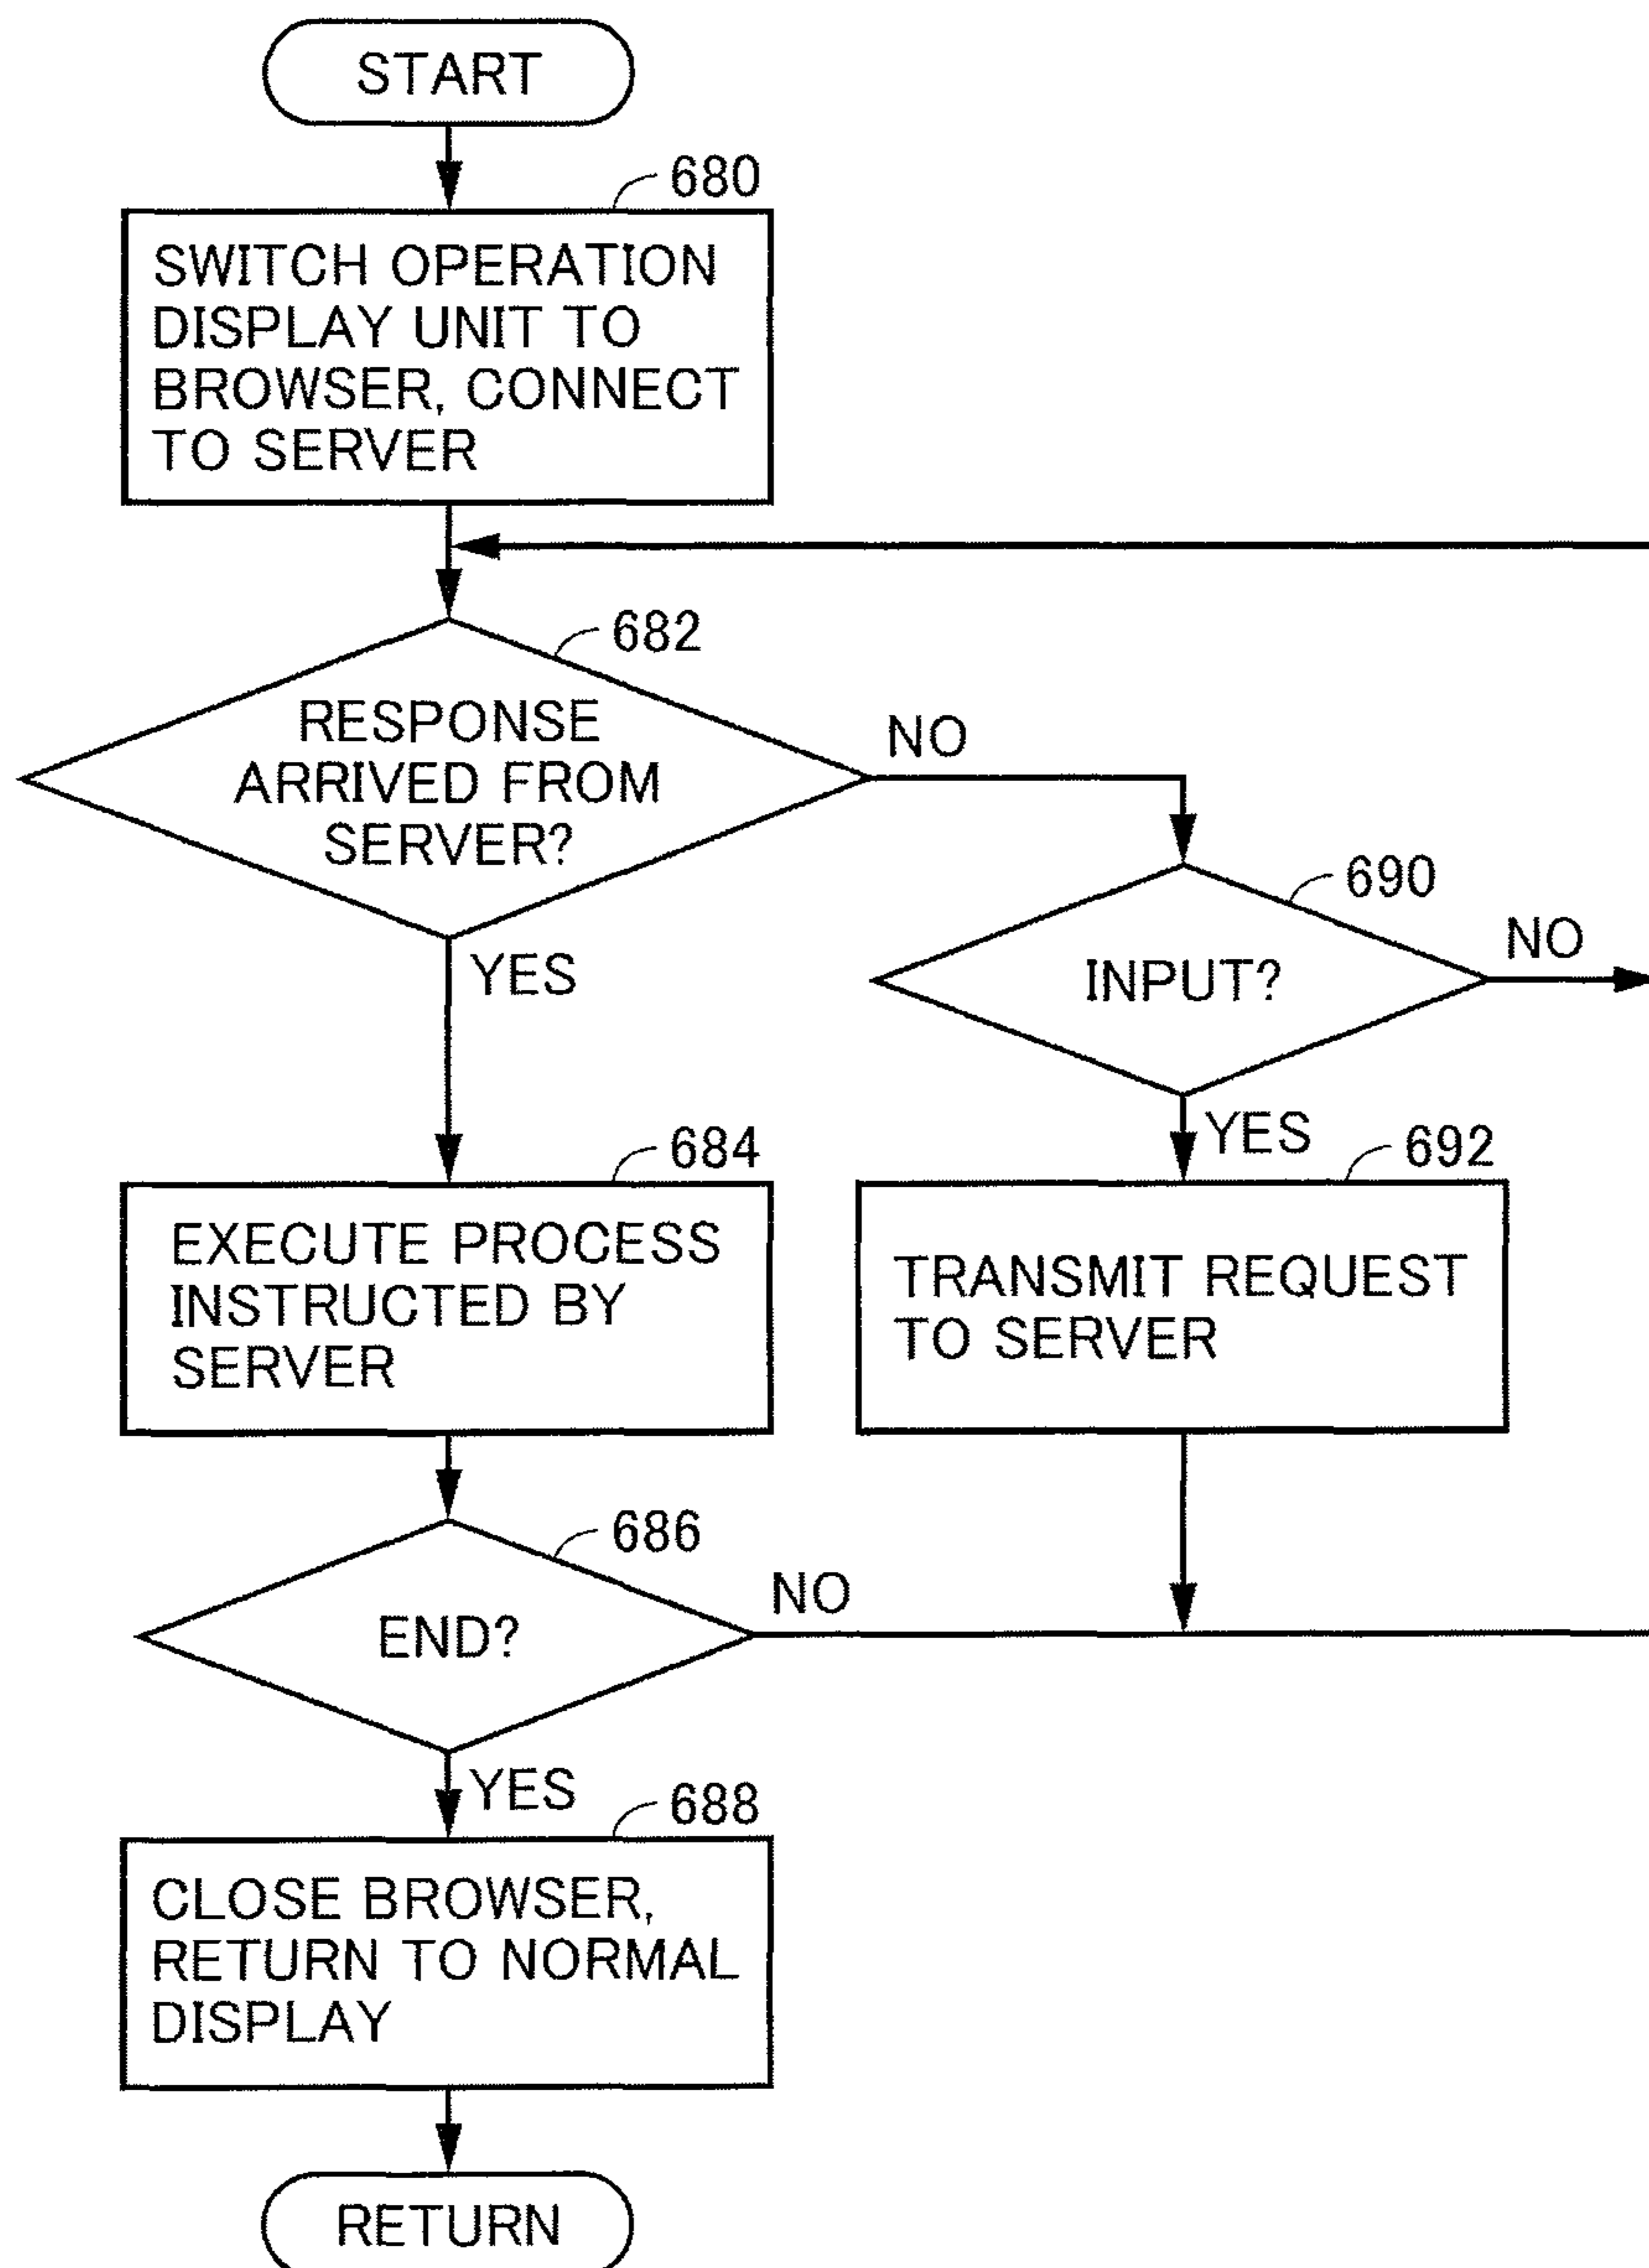 START
680
SWITCH OPERATION
DISPLAY UNIT TO
BROWSER, CONNECT
TO SERVER
682
RESPONSE
ARRIVED FROM
SERVER?
NO
YES
690
INPUT?
NO
YES
684
EXECUTE PROCESS
INSTRUCTED BY
SERVER
692
TRANSMIT REQUEST
TO SERVER
686
END?
NO
YES
688
CLOSE BROWSER,
RETURN TO NORMAL
DISPLAY
RETURN